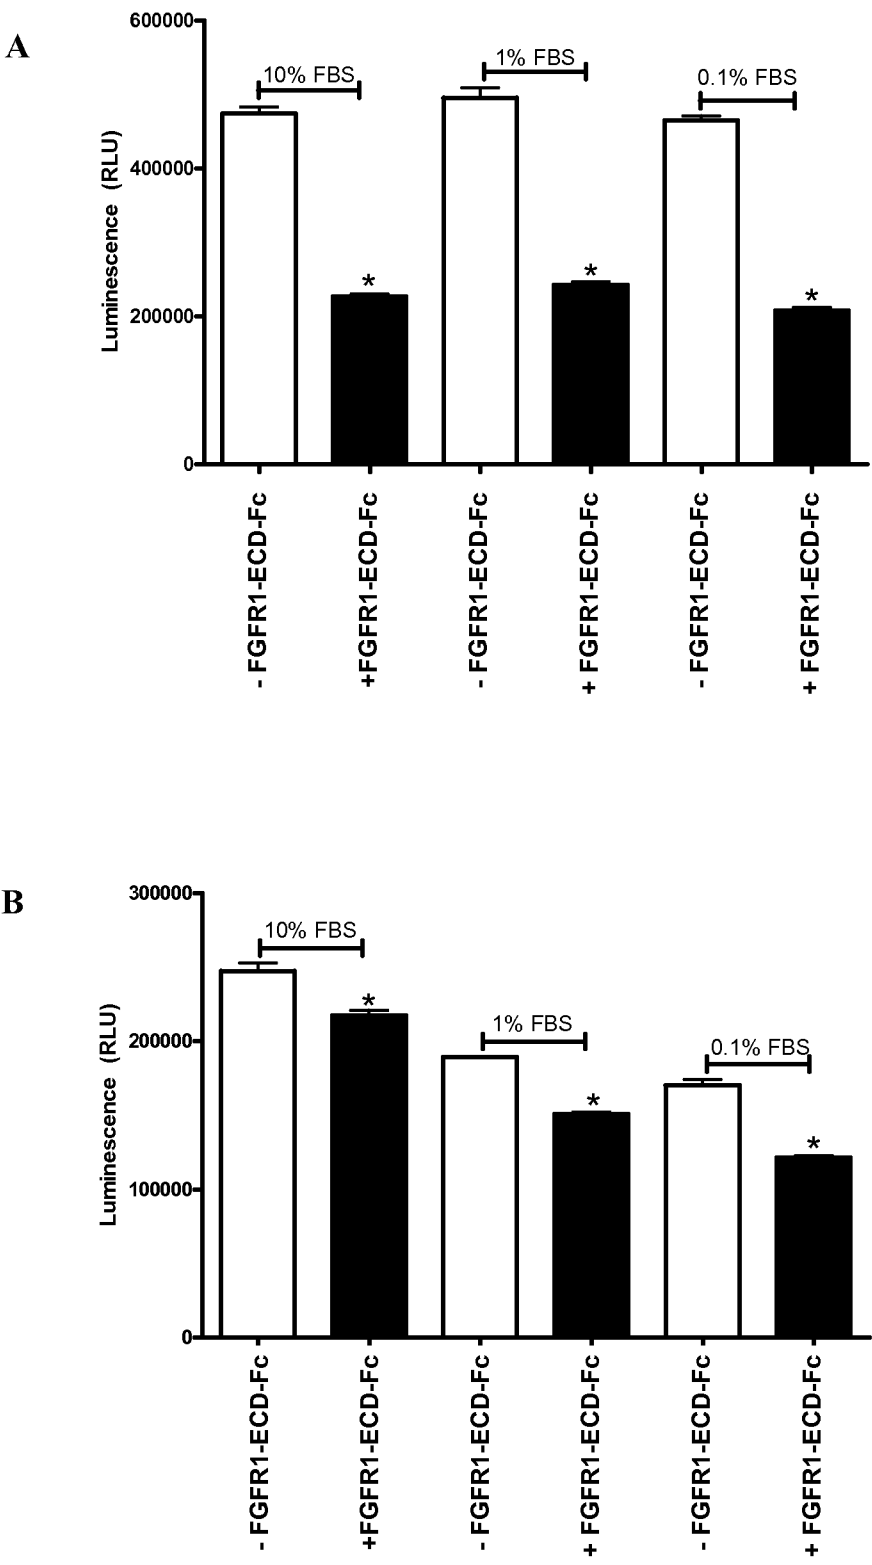 A
600000
400000
200000
0
Luminescence (RLU)
10% FBS
1% FBS
0.1% FBS
*
*
*
- FGFR1-ECD-Fc
+FGFR1-ECD-Fc
- FGFR1-ECD-Fc
+ FGFR1-ECD-Fc
- FGFR1-ECD-Fc
+ FGFR1-ECD-Fc
B
300000
200000
100000
0
Luminescence (RLU)
10% FBS
1% FBS
0.1% FBS
*
*
*
- FGFR1-ECD-Fc
+FGFR1-ECD-Fc
- FGFR1-ECD-Fc
+ FGFR1-ECD-Fc
- FGFR1-ECD-Fc
+ FGFR1-ECD-Fc